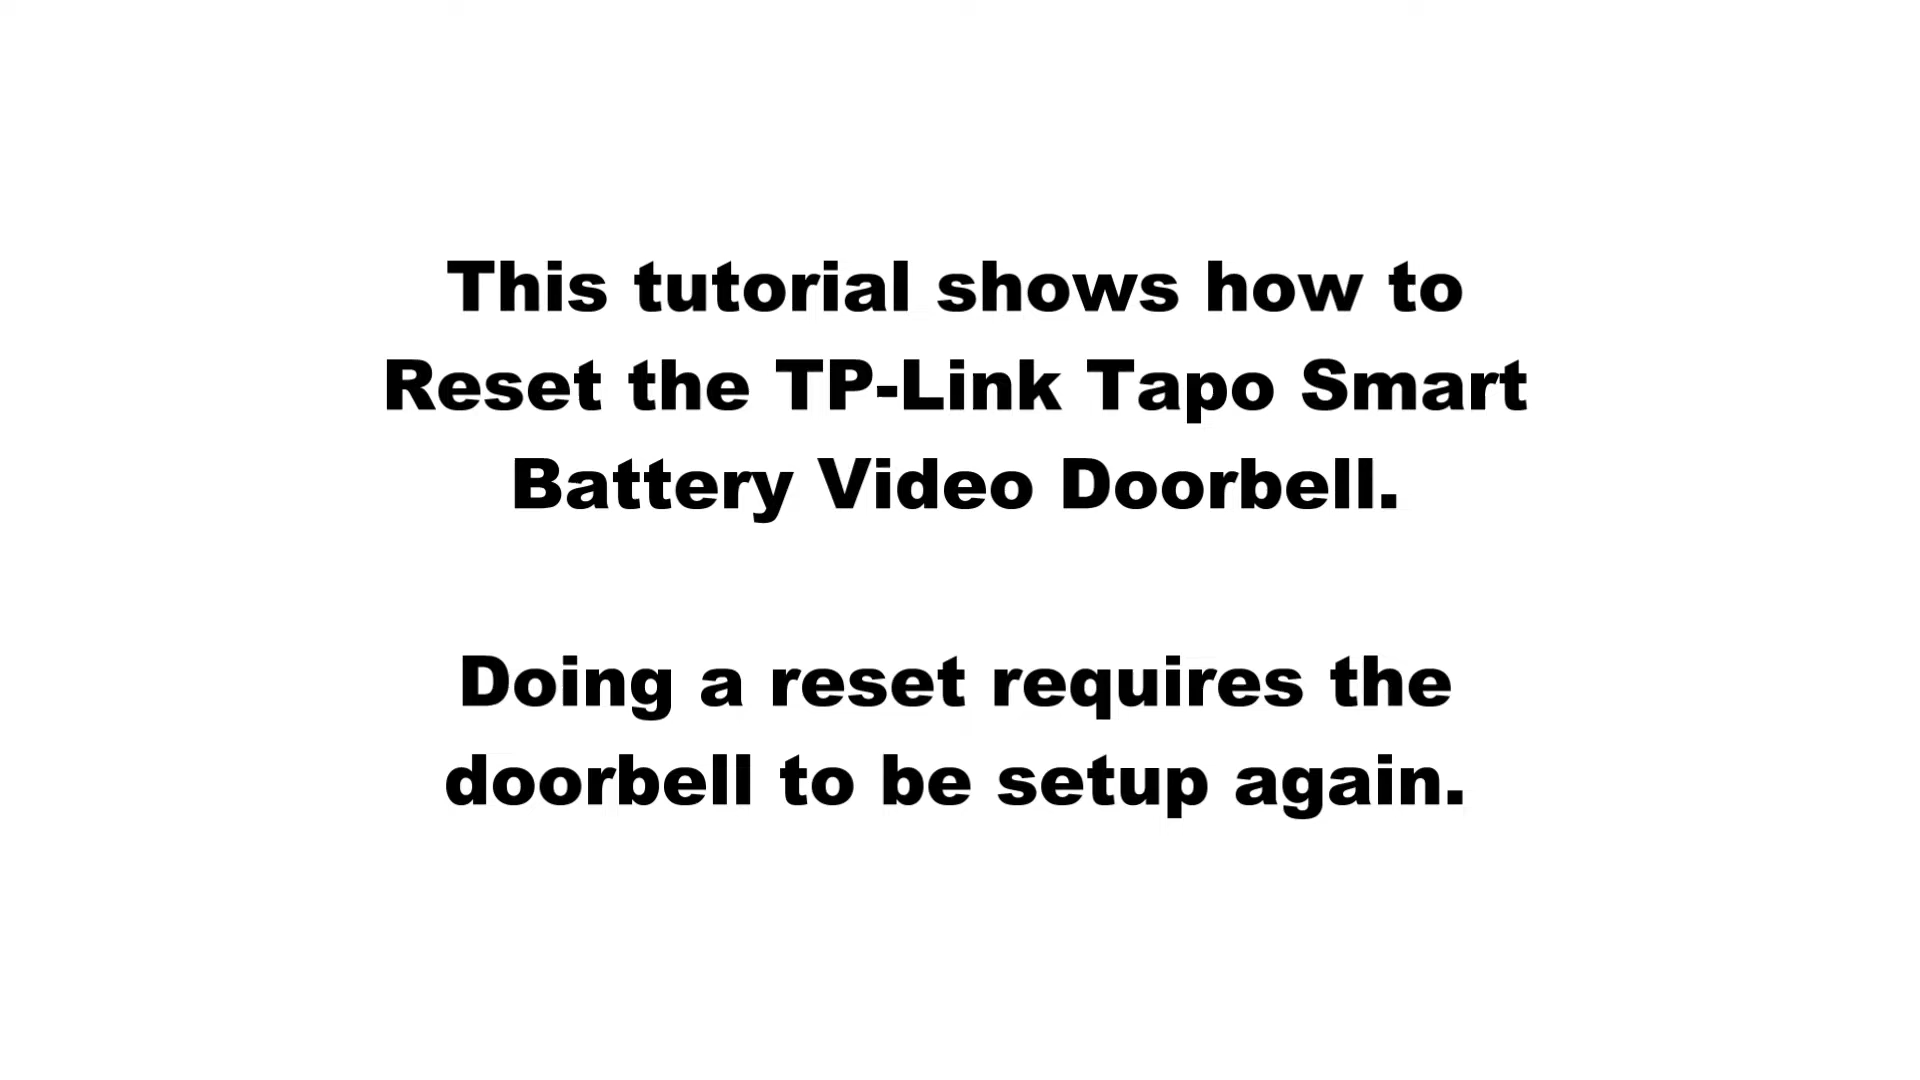 This tutorial shows how to
Reset the TP-Link Tapo Smart
Battery Video Doorbell.
Doing a reset requires the
doorbell to be setup again.